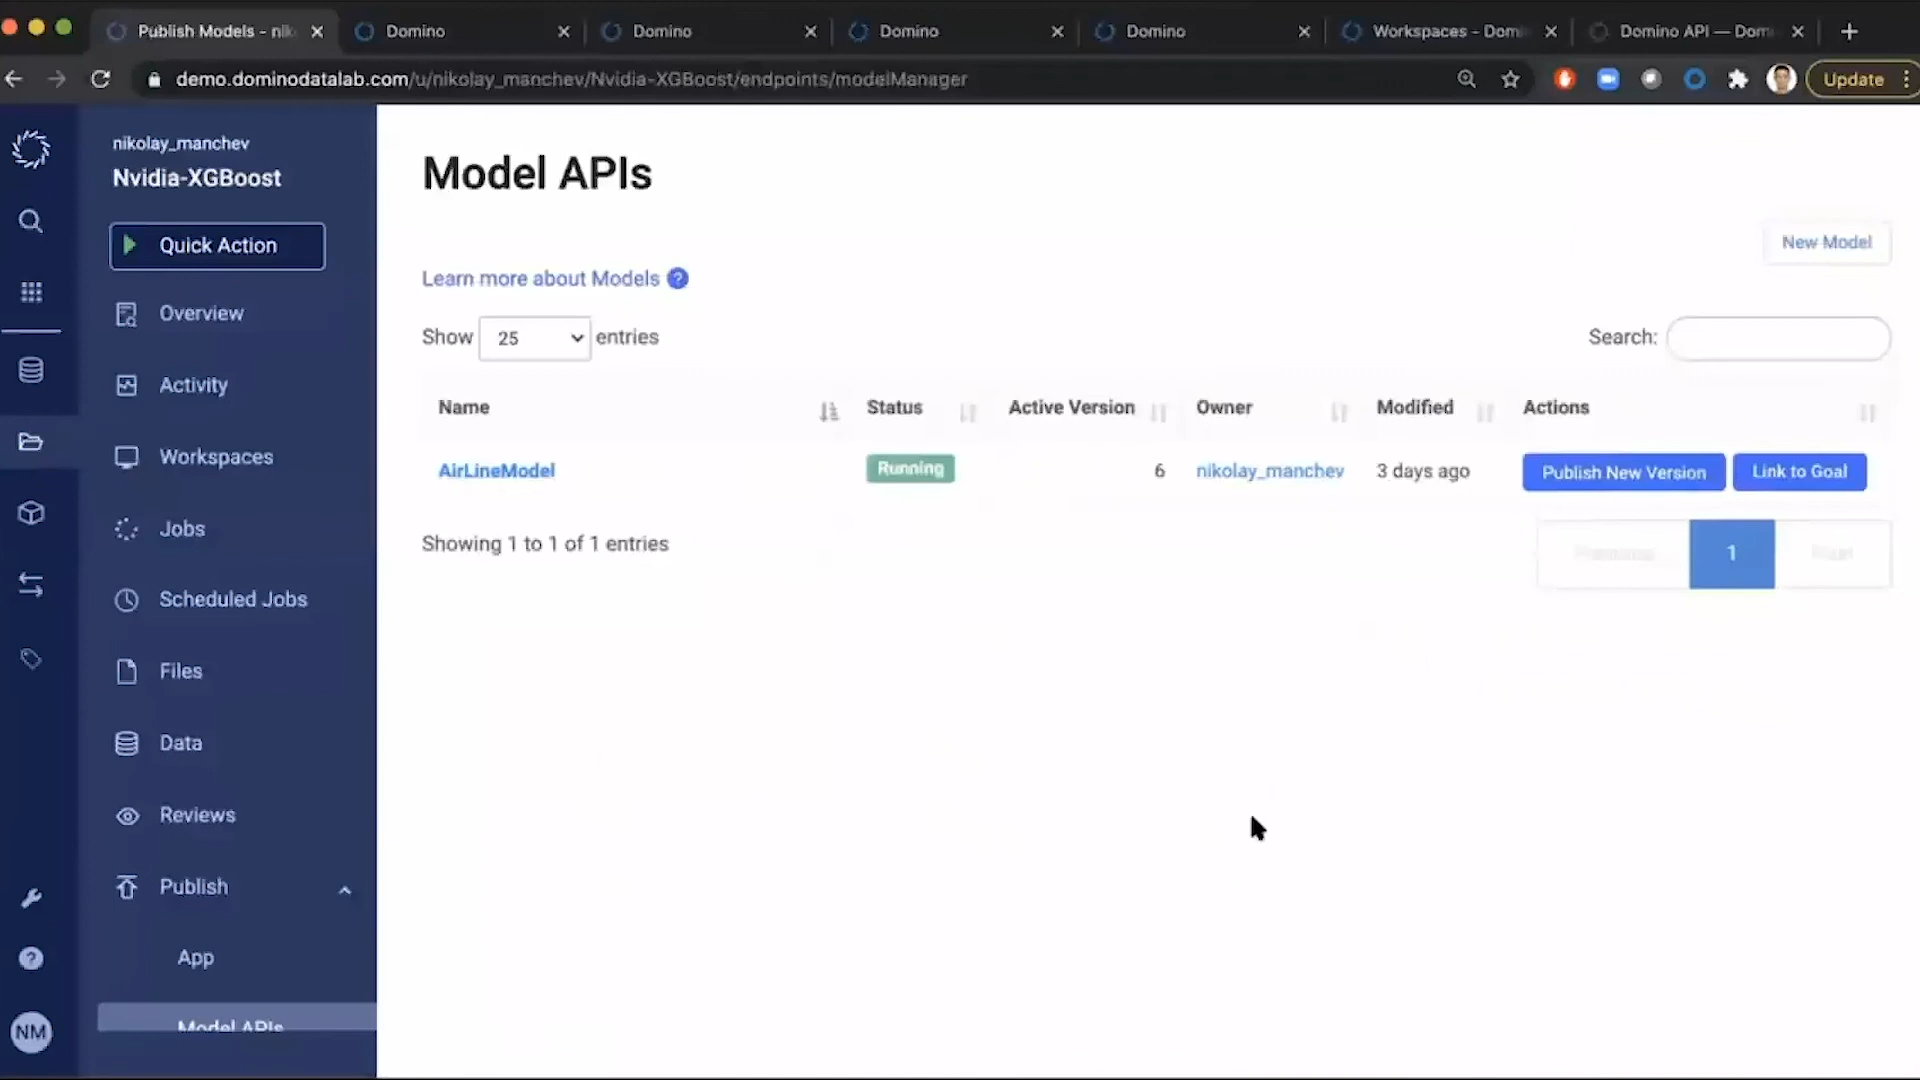 Publish Models - nik
Domino
Domino
Domino
Domino
Workspaces - Domi
Domino API — Dom
demo.dominodatalab.com/u/nikolay_manchev/Nvidia-XGBoost/endpoints/modelManager
Update
nikolay_manchev
Nvidia-XGBoost
Quick Action
Overview
Activity
Workspaces
Jobs
Scheduled Jobs
Files
Data
Reviews
Publish
App
Model APIs
NM
Model APIs
New Model
Learn more about Models ?
Show 25 entries
Search:
Name Status Active Version Owner Modified Actions
AirLineModel Running 6 nikolay_manchev 3 days ago Publish New Version Link to Goal
Showing 1 to 1 of 1 entries
1